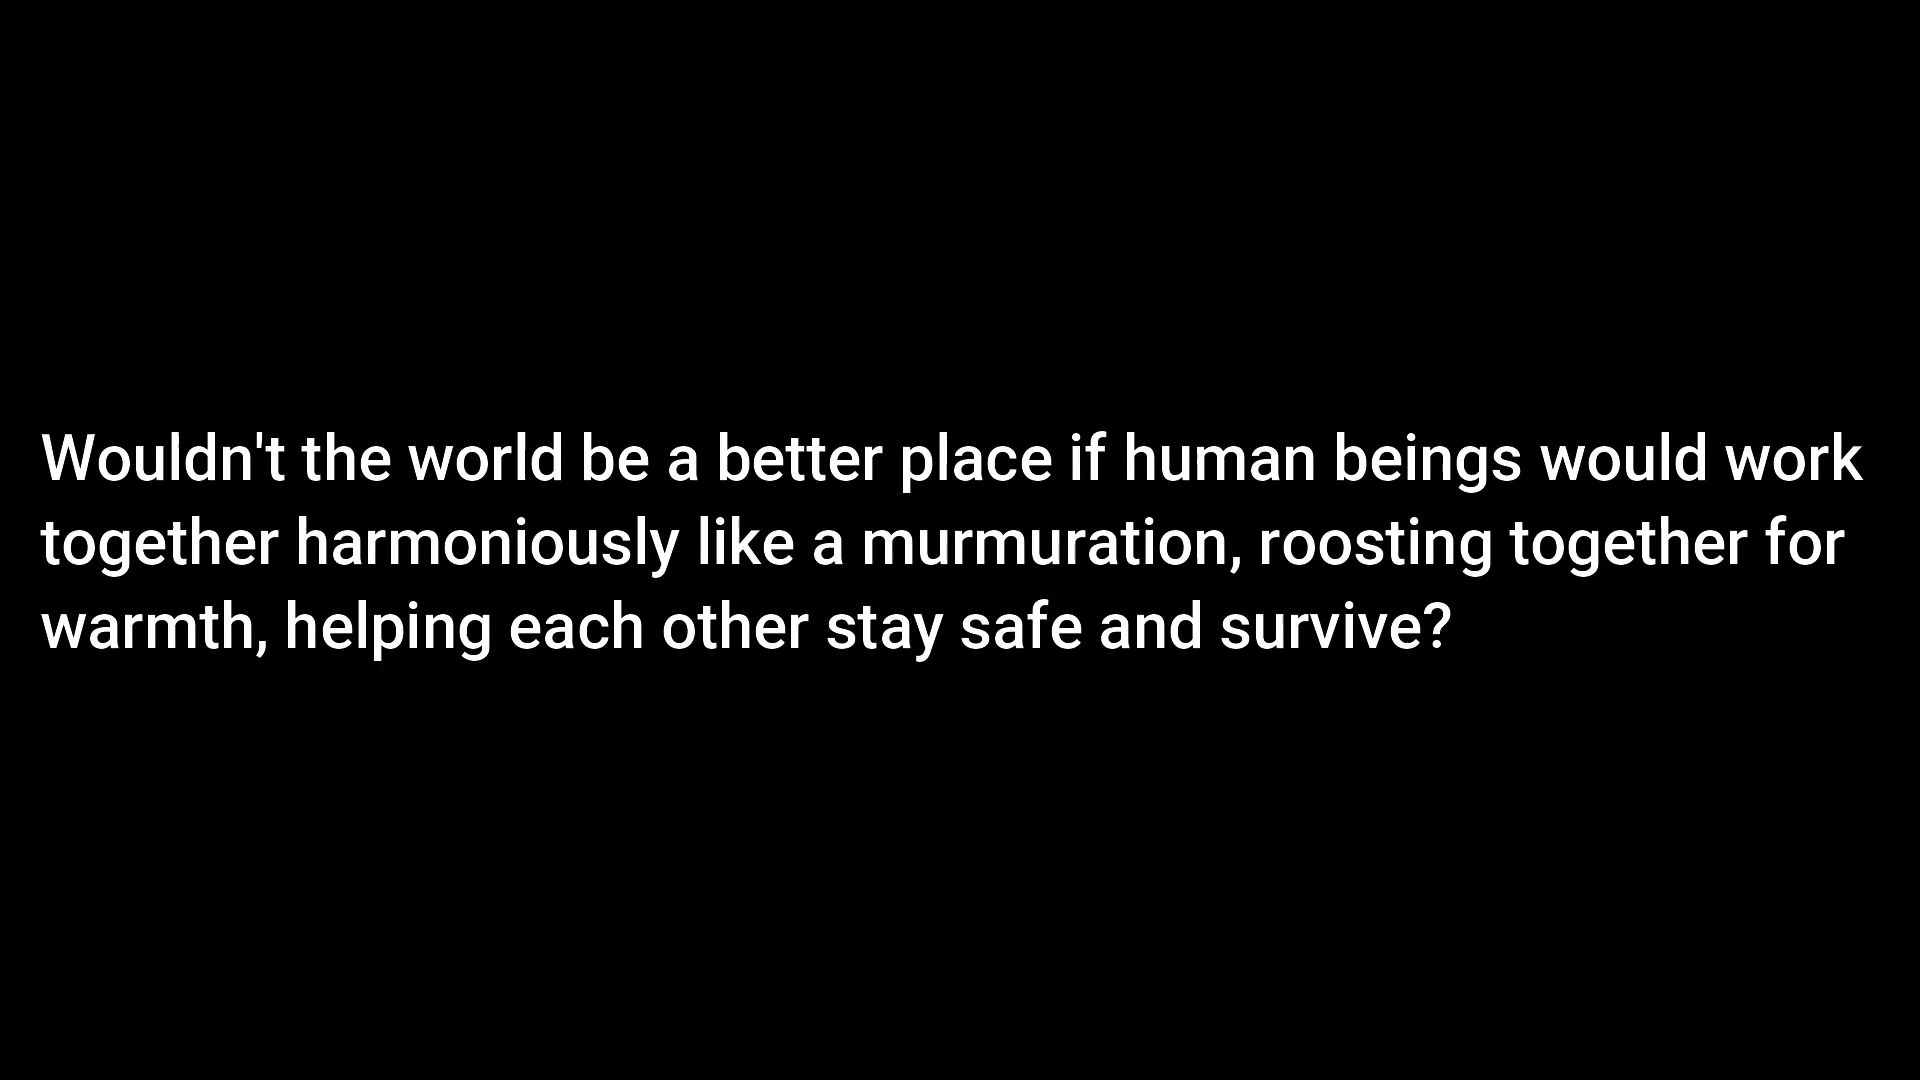 Wouldn't the world be a better place if human beings would work
together harmoniously like a murmuration, roosting together for
warmth, helping each other stay safe and survive?